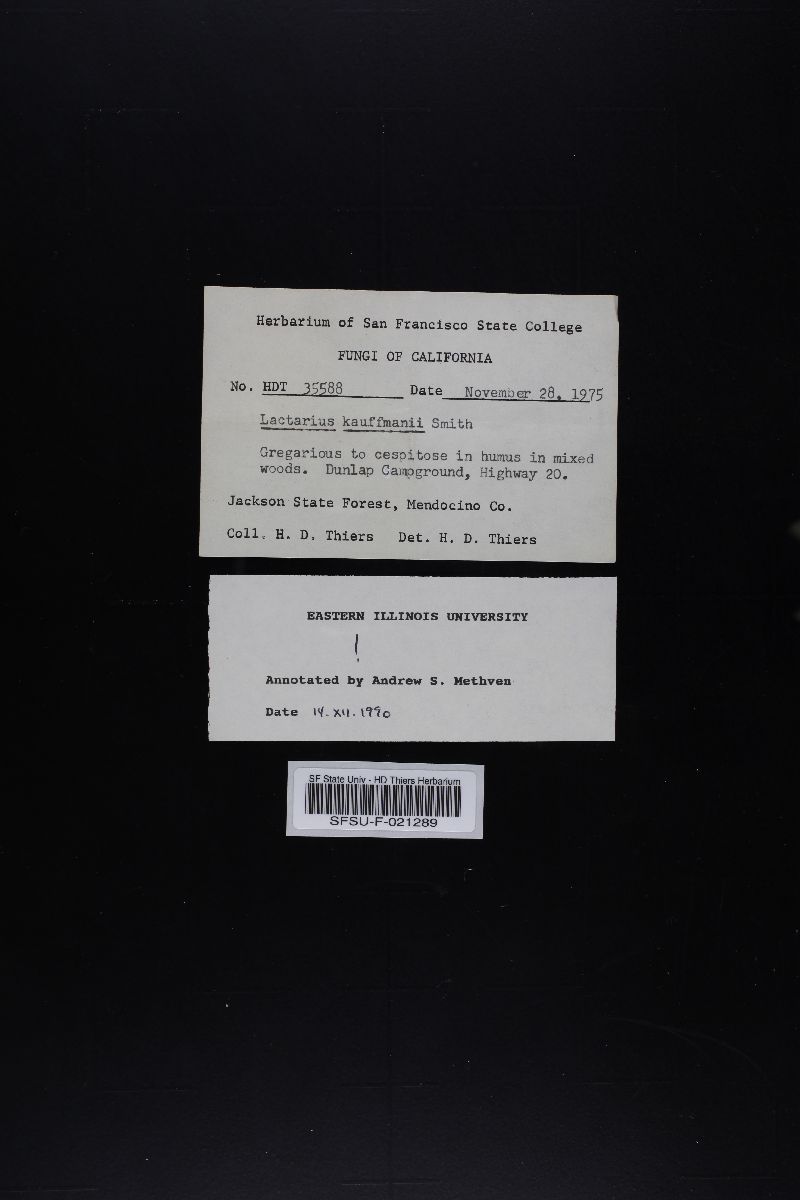 Herbarium of San Francisco State College
FUNGI OF CALIFORNIA
No. HDT 35588 Date November 28, 1975
Lactarius kauffmanii Smith
Gregarious to cespitose in humus in mixed
woods. Dunlap Campground, Highway 20.
Jackson State Forest, Mendocino Co.
Coll. H. D. Thiers Det. H. D. Thiers
EASTERN ILLINOIS UNIVERSITY
!
Annotated by Andrew S. Methven
Date 14.XII.1990
SF State Univ - HD Thiers Herbarium
SFSU-F-021289